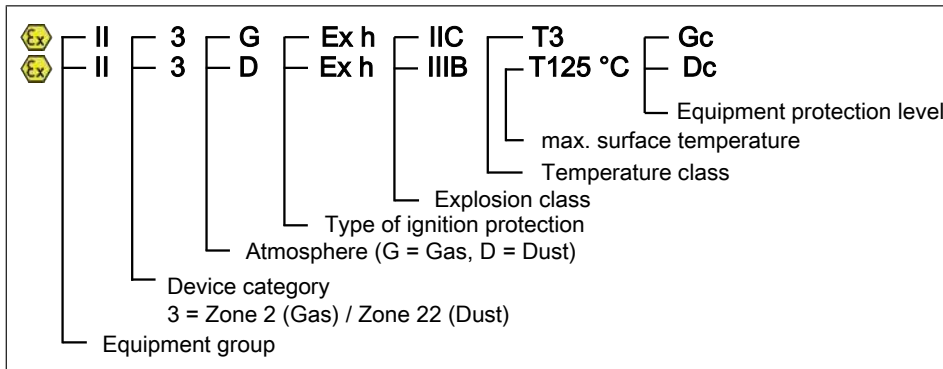 Ex II 3 G Ex h IIC T3 Gc
Ex II 3 D Ex h IIIB T125 °C Dc
Equipment protection level
max. surface temperature
Temperature class
Explosion class
Type of ignition protection
Atmosphere (G = Gas, D = Dust)
Device category
3 = Zone 2 (Gas) / Zone 22 (Dust)
Equipment group